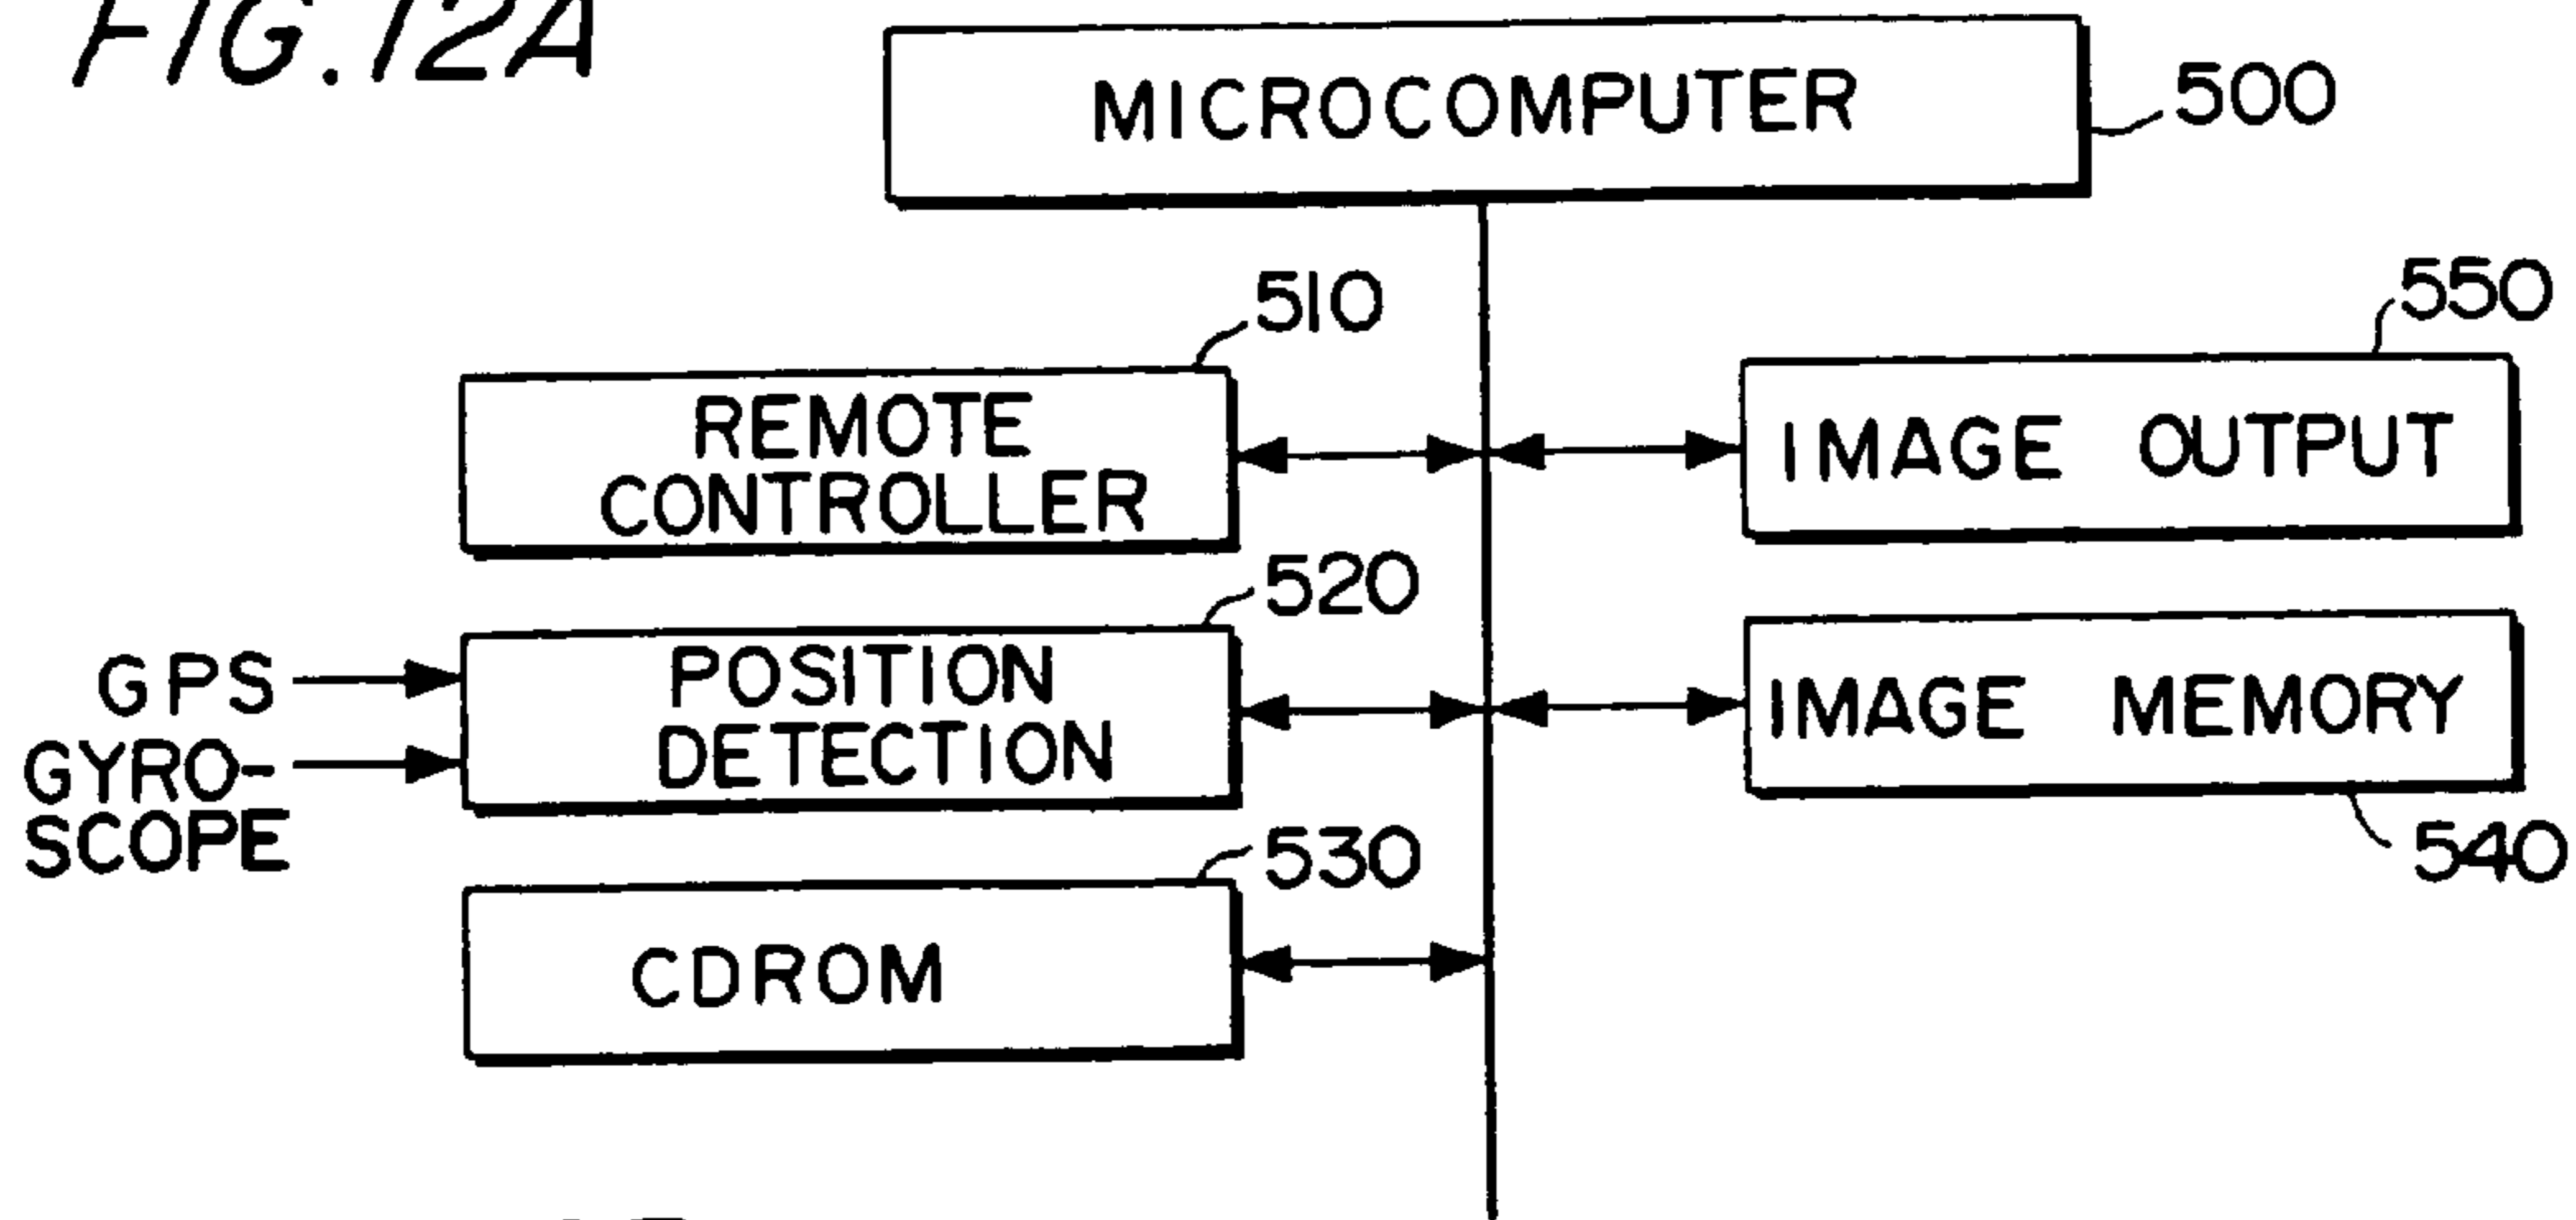 FIG. 12A
MICROCOMPUTER
500
510
550
REMOTE
CONTROLLER
IMAGE OUTPUT
520
GPS
POSITION
DETECTION
IMAGE MEMORY
GYRO-
SCOPE
530
540
CDROM